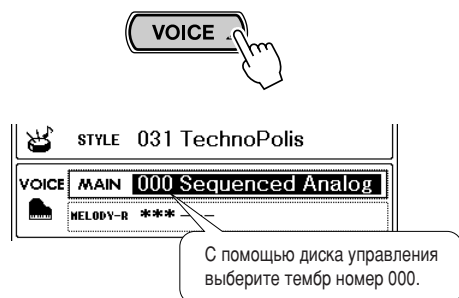 VOICE
STYLE 031 TechnoPolis
VOICE MAIN 000 Sequenced Analog
MELODY-R *** – – –
С помощью диска управления
выберите тембр номер 000.